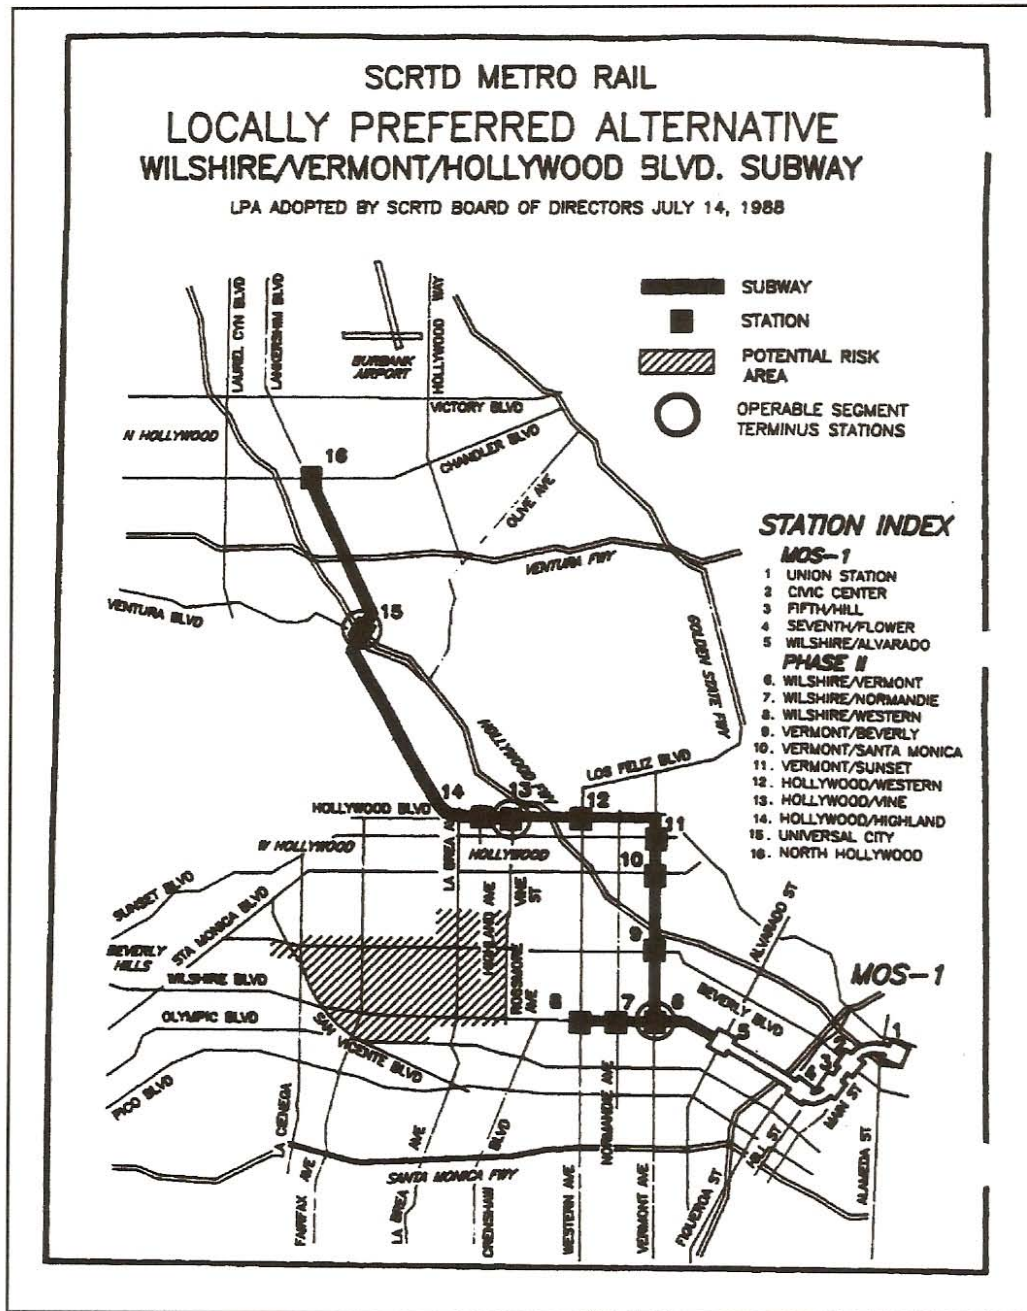 SCRTD METRO RAIL
LOCALLY PREFERRED ALTERNATIVE
WILSHIRE/VERMONT/HOLLYWOOD BLVD. SUBWAY
LPA ADOPTED BY SCRTD BOARD OF DIRECTORS JULY 14, 1988
SUBWAY
STATION
POTENTIAL RISK
AREA
OPERABLE SEGMENT
TERMINUS STATIONS
LAUREL CYN BLVD
LANKERSHIM BLVD
HOLLYWOOD WAY
BURBANK
AIRPORT
VICTORY BLVD
N HOLLYWOOD
CHANDLER BLVD
16
OLIVE AVE
VENTURA FWY
VENTURA BLVD
15
GOLDEN STATE FWY
STATION INDEX
MOS-1
1 UNION STATION
2 CIVIC CENTER
3 FIFTH/HILL
4 SEVENTH/FLOWER
5 WILSHIRE/ALVARADO
PHASE II
6. WILSHIRE/VERMONT
7. WILSHIRE/NORMANDIE
8. WILSHIRE/WESTERN
9. VERMONT/BEVERLY
10. VERMONT/SANTA MONICA
11. VERMONT/SUNSET
12. HOLLYWOOD/WESTERN
13. HOLLYWOOD/VINE
14. HOLLYWOOD/HIGHLAND
15. UNIVERSAL CITY
16. NORTH HOLLYWOOD
LOS FELIZ BLVD
14
13
12
HOLLYWOOD BLVD
11
W HOLLYWOOD
LA BREA AV
HOLLYWOOD
10
SUNSET BLVD
STA MONICA BLVD
HIGHLAND AVE
VINE ST
ALVARADO ST
BEVERLY HILLS
9
ROSSMORE AVE
MOS-1
WILSHIRE BLVD
8
7
6
BEVERLY BLVD
OLYMPIC BLVD
SAN VICENTE BLVD
5
4
3
2
1
PICO BLVD
LA CIENEGA
NORMANDIE AVE
MAIN ST
HILL ST
SANTA MONICA FWY
FAIRFAX AVE
LA BREA AVE
CRENSHAW BLVD
WESTERN AVE
VERMONT AVE
FIGUEROA ST
ALAMEDA ST